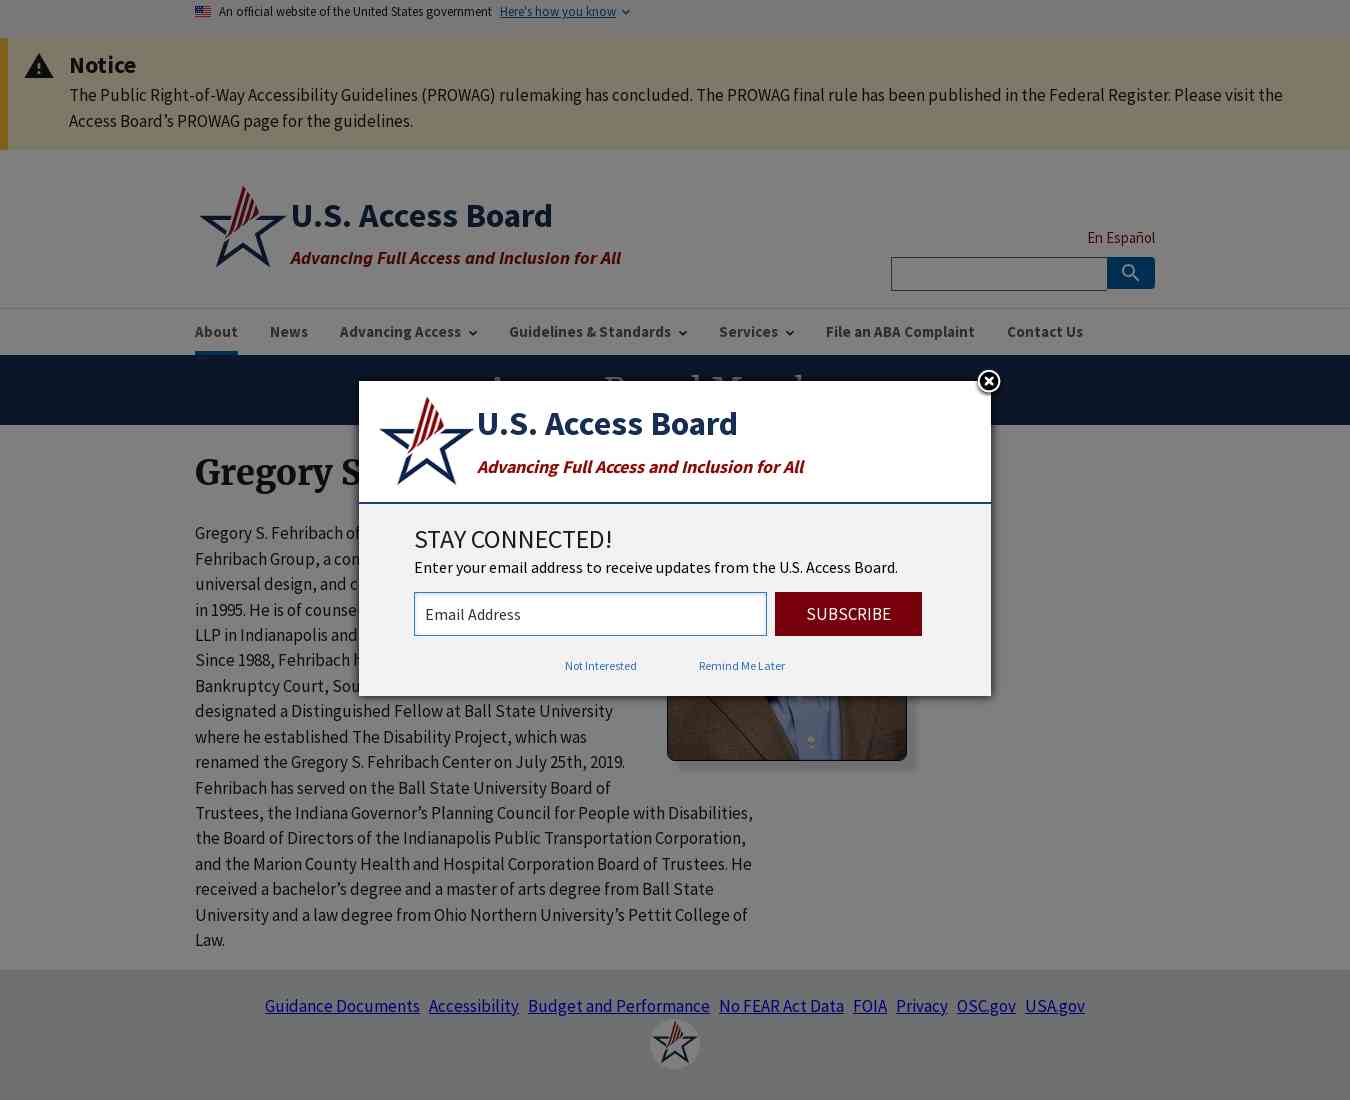 An official website of the United States government Here's how you know
Notice
The Public Right-of-Way Accessibility Guidelines (PROWAG) rulemaking has concluded. The PROWAG final rule has been published in the Federal Register. Please visit the
Access Board’s PROWAG page for the guidelines.
U.S. Access Board
Advancing Full Access and Inclusion for All
En Español
About News Advancing Access Guidelines & Standards Services File an ABA Complaint Contact Us
U.S. Access Board
Advancing Full Access and Inclusion for All
STAY CONNECTED!
Enter your email address to receive updates from the U.S. Access Board.
Email Address SUBSCRIBE
Not Interested Remind Me Later
Gregory S
Gregory S. Fehribach of
Fehribach Group, a con
universal design, and c
in 1995. He is of counse
LLP in Indianapolis and
Since 1988, Fehribach h
Bankruptcy Court, Sou
designated a Distinguished Fellow at Ball State University
where he established The Disability Project, which was
renamed the Gregory S. Fehribach Center on July 25th, 2019.
Fehribach has served on the Ball State University Board of
Trustees, the Indiana Governor’s Planning Council for People with Disabilities,
the Board of Directors of the Indianapolis Public Transportation Corporation,
and the Marion County Health and Hospital Corporation Board of Trustees. He
received a bachelor’s degree and a master of arts degree from Ball State
University and a law degree from Ohio Northern University’s Pettit College of
Law.
Guidance Documents Accessibility Budget and Performance No FEAR Act Data FOIA Privacy OSC.gov USA.gov